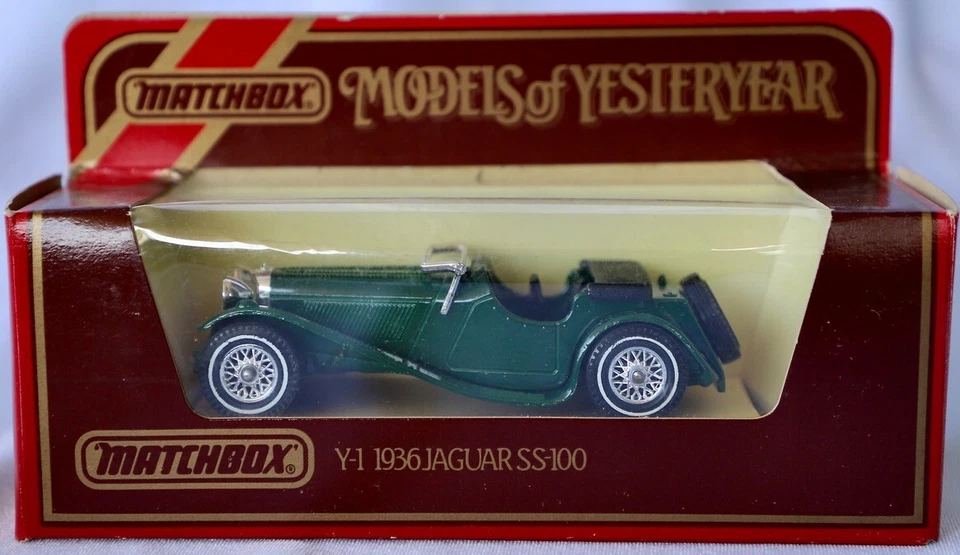 MATCHBOX® MODELS of YESTERYEAR
MATCHBOX® Y-1 1936 JAGUAR SS-100